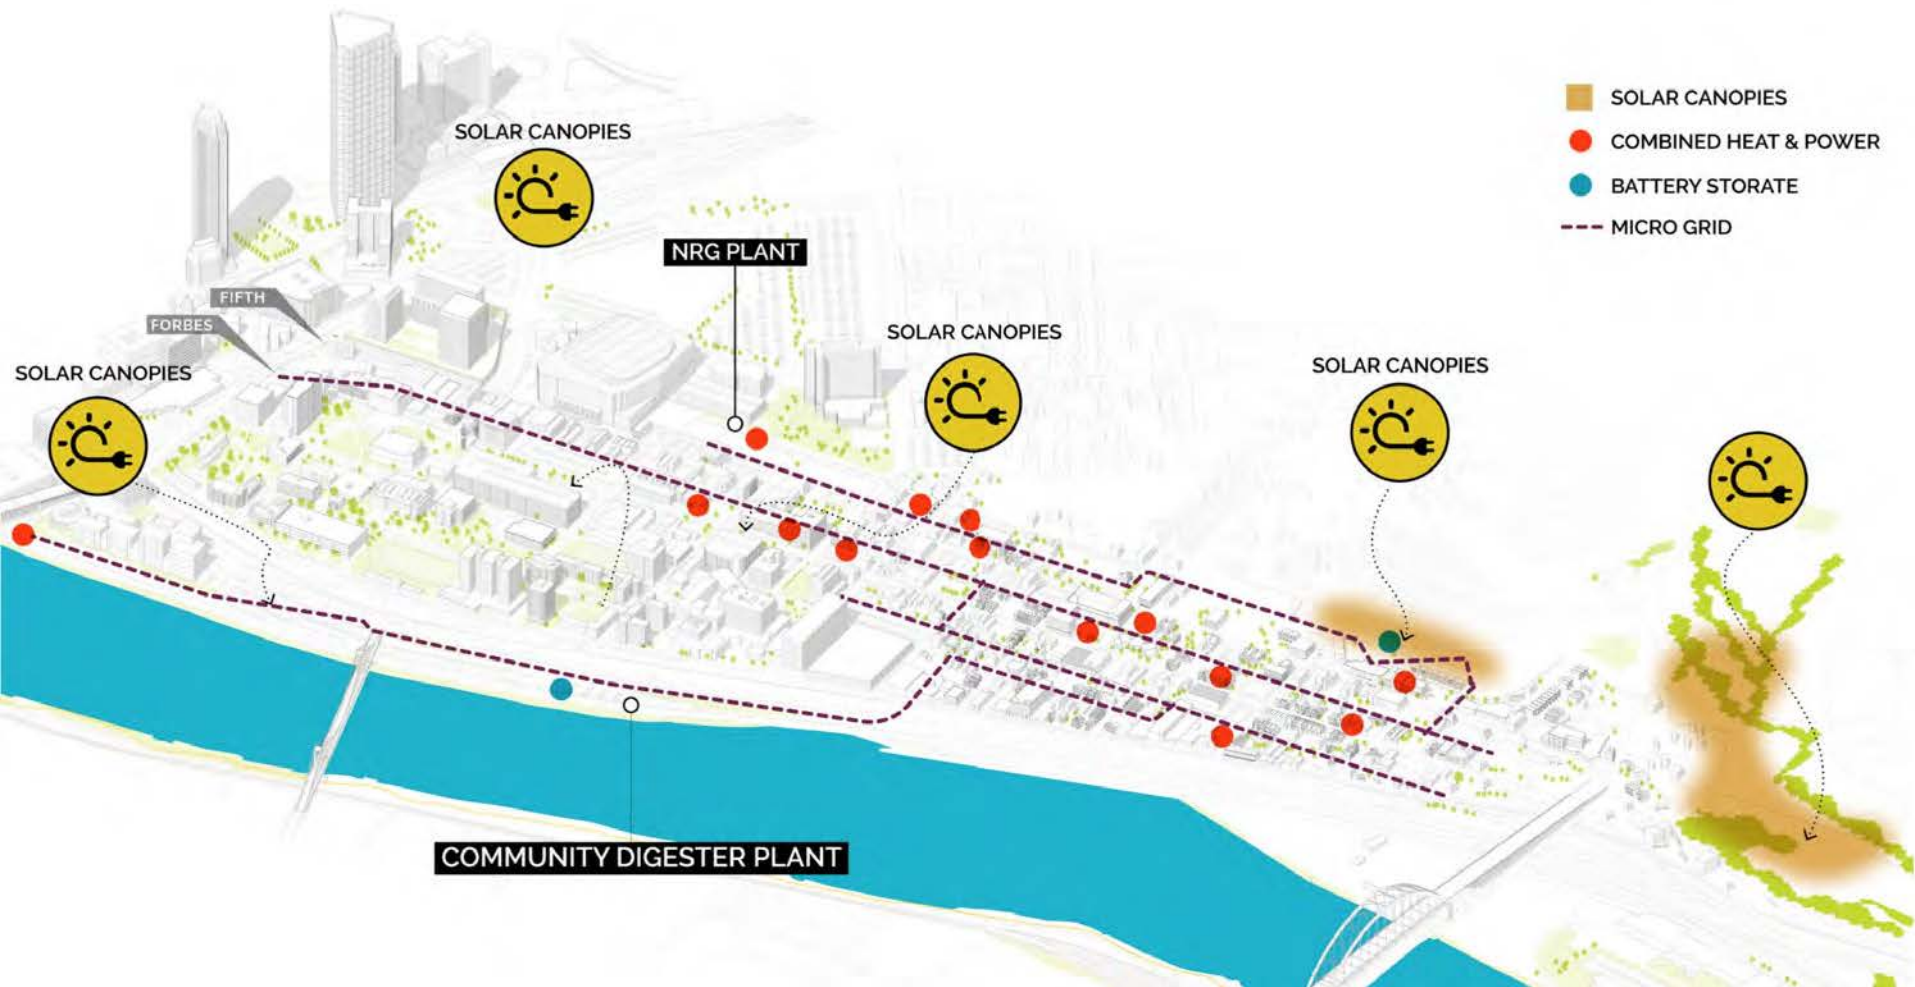 SOLAR CANOPIES
COMBINED HEAT & POWER
BATTERY STORATE
MICRO GRID
SOLAR CANOPIES
NRG PLANT
FIFTH
FORBES
SOLAR CANOPIES
SOLAR CANOPIES
SOLAR CANOPIES
COMMUNITY DIGESTER PLANT